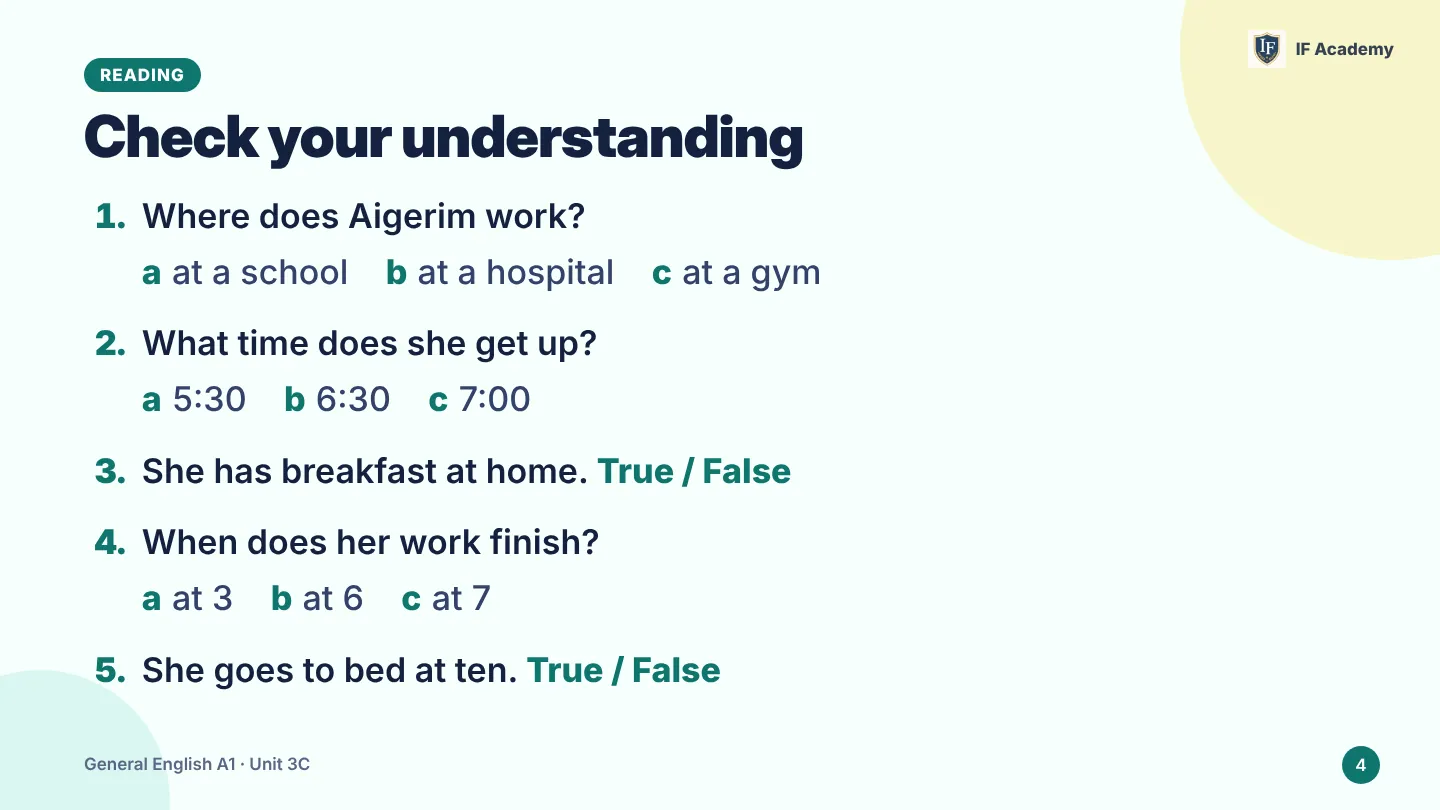 READING
IF
IF Academy
Check your understanding
1. Where does Aigerim work?
a at a school b at a hospital c at a gym
2. What time does she get up?
a 5:30 b 6:30 c 7:00
3. She has breakfast at home. True / False
4. When does her work finish?
a at 3 b at 6 c at 7
5. She goes to bed at ten. True / False
General English A1 · Unit 3C
4